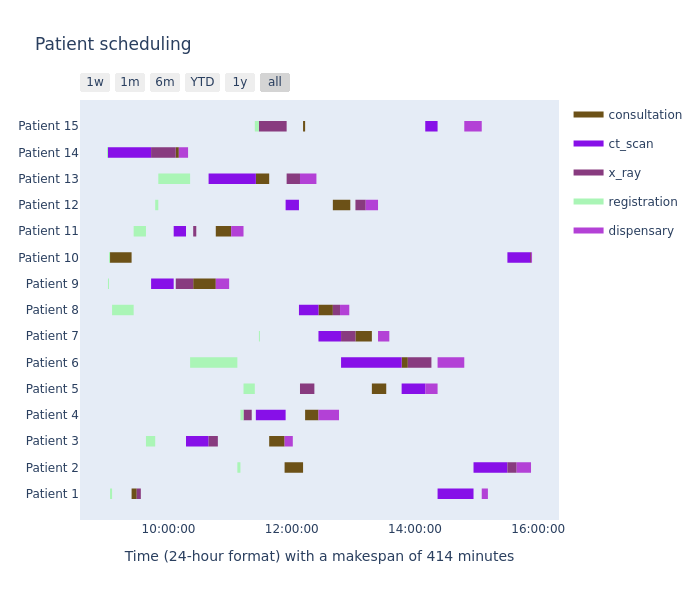 Patient scheduling
1w 1m 6m YTD 1y all
Patient 15
Patient 14
Patient 13
Patient 12
Patient 11
Patient 10
Patient 9
Patient 8
Patient 7
Patient 6
Patient 5
Patient 4
Patient 3
Patient 2
Patient 1
consultation
ct_scan
x_ray
registration
dispensary
10:00:00 12:00:00 14:00:00 16:00:00
Time (24-hour format) with a makespan of 414 minutes